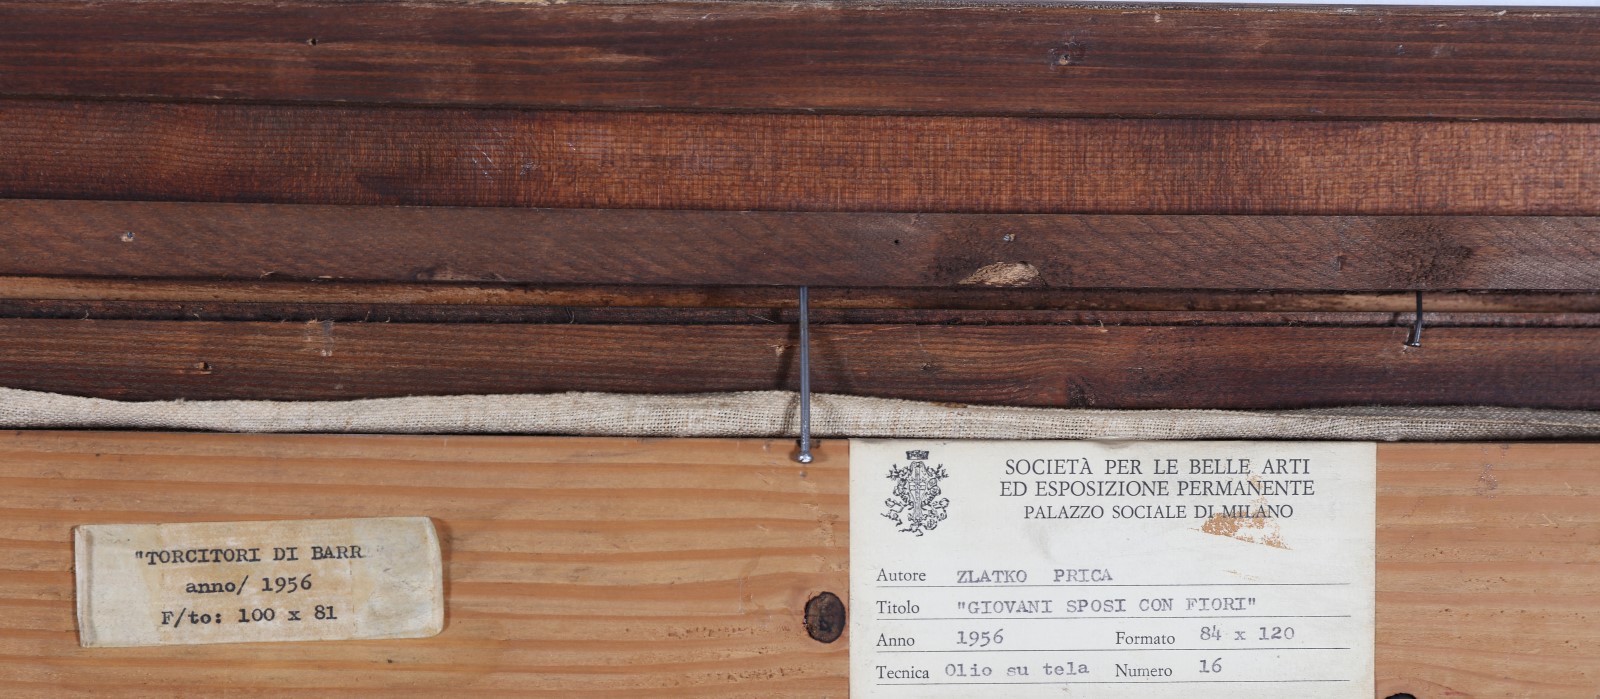 "TORCITORI DI BARR
anno/ 1956
F/to: 100 x 81
SOCIETÀ PER LE BELLE ARTI
ED ESPOSIZIONE PERMANENTE
PALAZZO SOCIALE DI MILANO
Autore ZLATKO PRICA
Titolo "GIOVANI SPOSI CON FIORI"
Anno 1956 Formato 84 x 120
Tecnica Olio su tela Numero 16